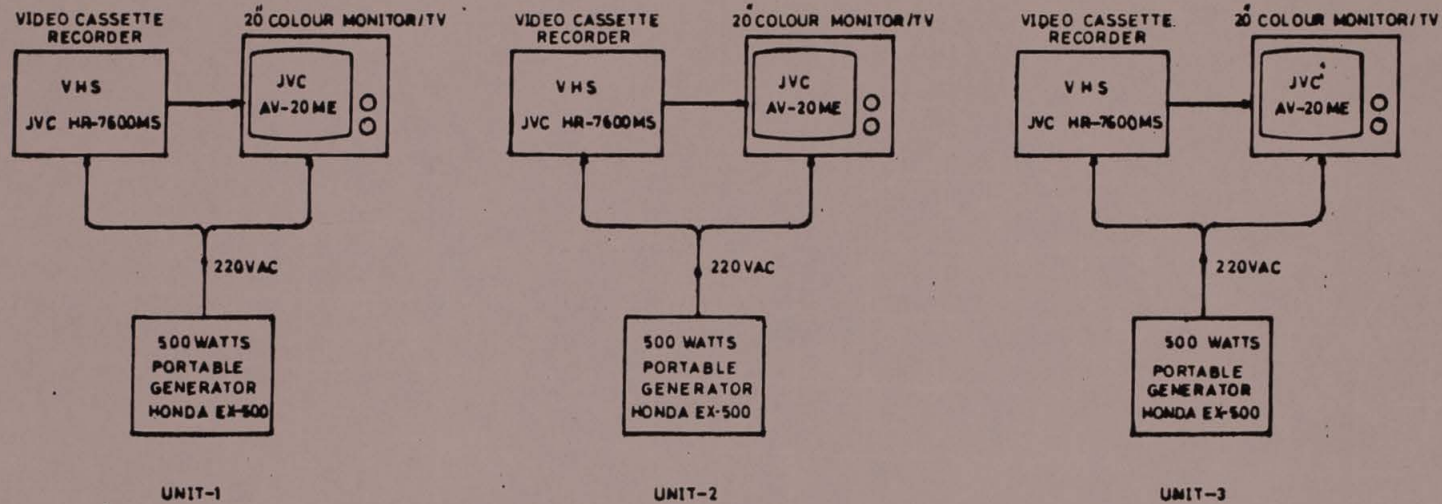 VIDEO CASSETTE
RECORDER
20" COLOUR MONITOR/TV
VHS
JVC HR-7600MS
JVC
AV-20ME
220VAC
500 WATTS
PORTABLE
GENERATOR
HONDA EX-500
UNIT-1
VIDEO CASSETTE
RECORDER
20" COLOUR MONITOR/TV
VHS
JVC HR-7600MS
JVC
AV-20ME
220VAC
500 WATTS
PORTABLE
GENERATOR
HONDA EX-500
UNIT-2
VIDEO CASSETTE
RECORDER
20" COLOUR MONITOR/TV
VHS
JVC HR-7600MS
JVC
AV-20ME
220VAC
500 WATTS
PORTABLE
GENERATOR
HONDA EX-500
UNIT-3